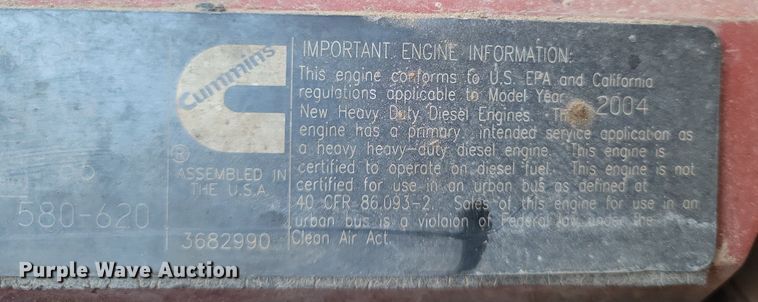 Cummins
®
ASSEMBLED IN
THE U.S.A.
3682990
580-620
IMPORTANT ENGINE INFORMATION:
This engine conforms to U.S. EPA and California
regulations applicable to Model Year 2004
New Heavy Duty Diesel Engines. This
engine has a primary intended service application as
a heavy heavy-duty diesel engine. This engine is
certified to operate on diesel fuel. This engine is not
certified for use in an urban bus as defined at
40 CFR 86.093-2. Sales of this engine for use in an
urban bus is a violation of Federal law under the
Clean Air Act.
Purple Wave Auction